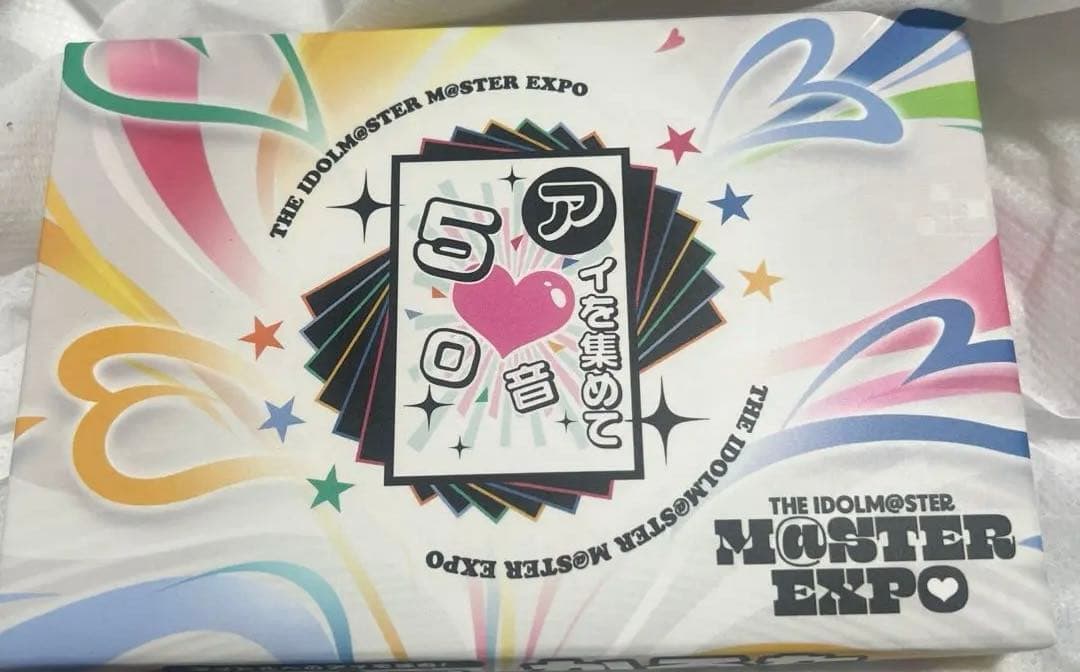 THE IDOLM@STER M@STER EXPO
アイを集めて
50音
THE IDOLM@STER M@STER EXPO
THE IDOLM@STER
M@STER
EXPO